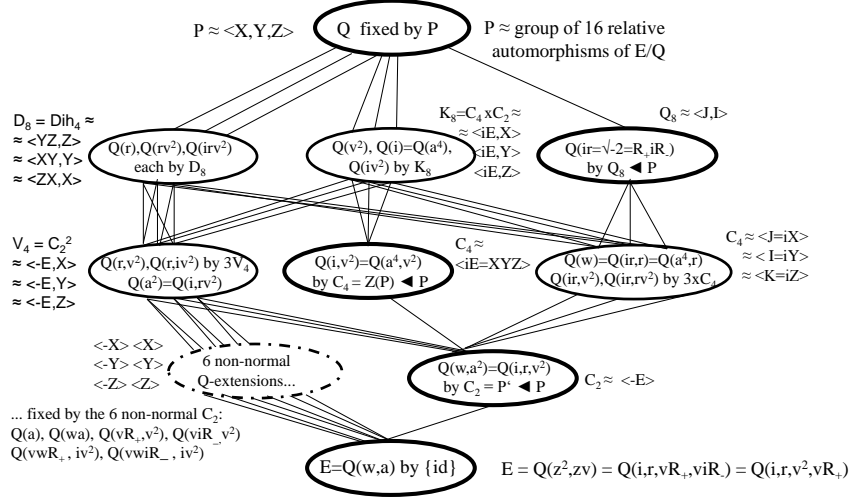 P ≈ <X,Y,Z>
Q fixed by P
P ≈ group of 16 relative
automorphisms of E/Q
D₈ = Dih₄ ≈
≈ <YZ,Z>
≈ <XY,Y>
≈ <ZX,X>
Q(r),Q(rv²),Q(irv²)
each by D₈
Q(v²), Q(i)=Q(a⁴),
Q(iv²) by K₈
K₈=C₄xC₂ ≈
≈ <iE,X>
<iE,Y>
<iE,Z>
Q₈ ≈ <J,I>
Q(ir=√-2=R₊iR₋)
by Q₈ ◄ P
V₄ = C₂²
≈ <-E,X>
≈ <-E,Y>
≈ <-E,Z>
Q(r,v²),Q(r,iv²) by 3V₄
Q(a²)=Q(i,rv²)
Q(i,v²)=Q(a⁴,v²)
by C₄ = Z(P) ◄ P
C₄ ≈
<iE=XYZ>
Q(w)=Q(ir,r)=Q(a⁴,r)
Q(ir,v²), Q(ir,rv²) by 3xC₄
C₄ ≈ <J=iX>
≈ < I=iY>
≈ <K=iZ>
<-X> <X>
<-Y> <Y>
<-Z> <Z>
6 non-normal
Q-extensions...
Q(w,a²)=Q(i,r,v²)
by C₂ = P‘ ◄ P
C₂ ≈ <-E>
... fixed by the 6 non-normal C₂:
Q(a), Q(wa), Q(vR₊,v²), Q(viR₋,v²)
Q(vwR₊ , iv²), Q(vwiR₋ , iv²)
E=Q(w,a) by {id}
E = Q(z²,zv) = Q(i,r,vR₊,viR₋) = Q(i,r,v²,vR₊)